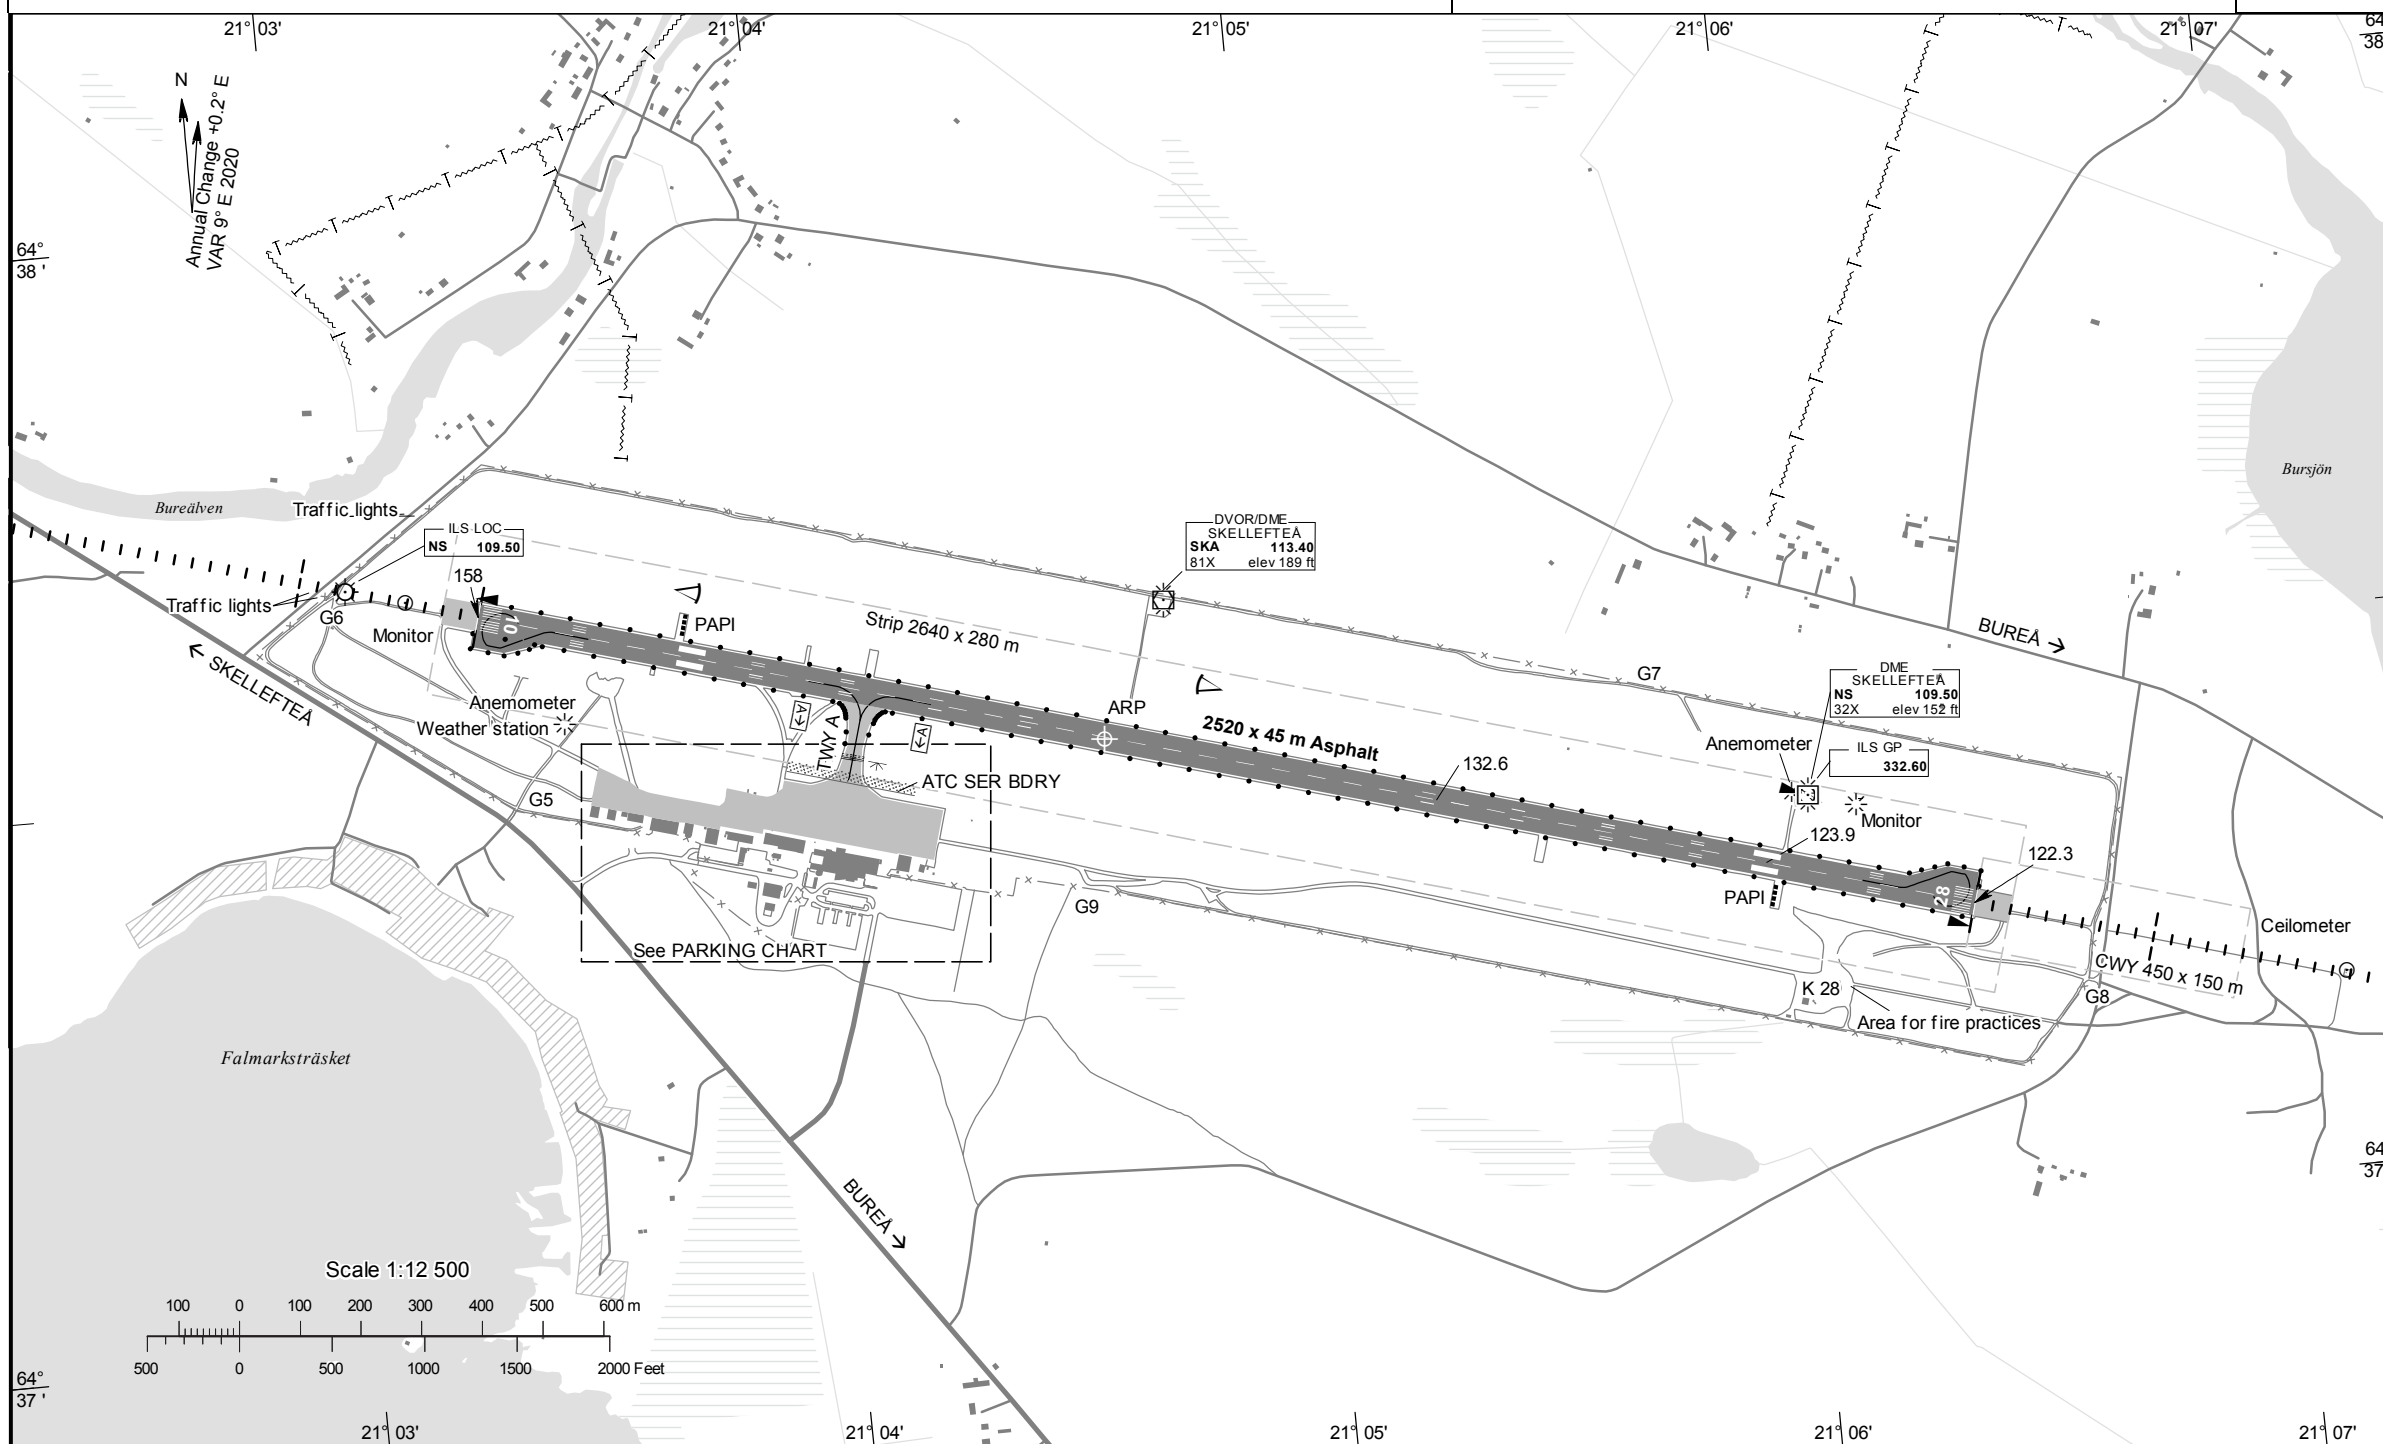 21° 03'
21° 04'
21° 05'
21° 06'
21° 07'
64
38
N
Annual Change +0.2° E
VAR 9° E 2020
64°
38 '
Bursjön
Bureälven
Traffic lights
ILS LOC
NS 109.50
DVOR/DME
SKELLEFTEÅ
SKA 113.40
81X elev 189 ft
158
Traffic lights
G6
Monitor
10
PAPI
Strip 2640 x 280 m
BUREÅ →
← SKELLEFTEÅ
G7
DME
SKELLEFTEÅ
NS 109.50
32X elev 152 ft
Anemometer
Weather station
A→
TWY A
←A
ARP
2520 x 45 m Asphalt
Anemometer
ILS GP
332.60
132.6
ATC SER BDRY
G5
Monitor
123.9
122.3
28
PAPI
G9
See PARKING CHART
Ceilometer
CWY 450 x 150 m
K 28
G8
Area for fire practices
Falmarksträsket
64
37
BUREÅ →
Scale 1:12 500
100 0 100 200 300 400 500 600 m
500 0 500 1000 1500 2000 Feet
64°
37 '
21° 03'
21° 04'
21° 05'
21° 06'
21° 07'